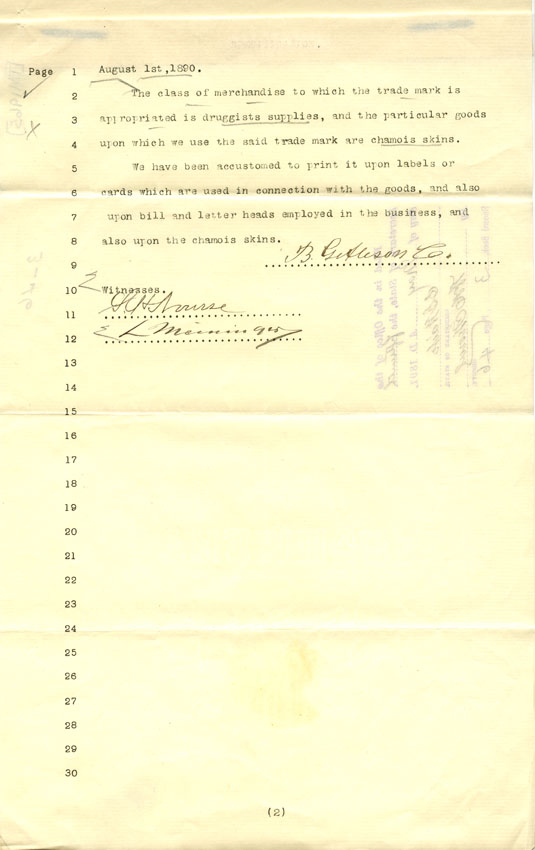 Page 1 August 1st,1890.
2 The class of merchandise to which the trade mark is
3 appropriated is druggists supplies, and the particular goods
4 upon which we use the said trade mark are chamois skins.
5 We have been accustomed to print it upon labels or
6 cards which are used in connection with the goods, and also
7 upon bill and letter heads employed in the business, and
8 also upon the chamois skins.
9 B. Gattleson C.
10 Witnesses.
11 Nourse
12 L
13
14
15
16
17
18
19
20
21
22
23
24
25
26
27
28
29
30
(2)
3-46